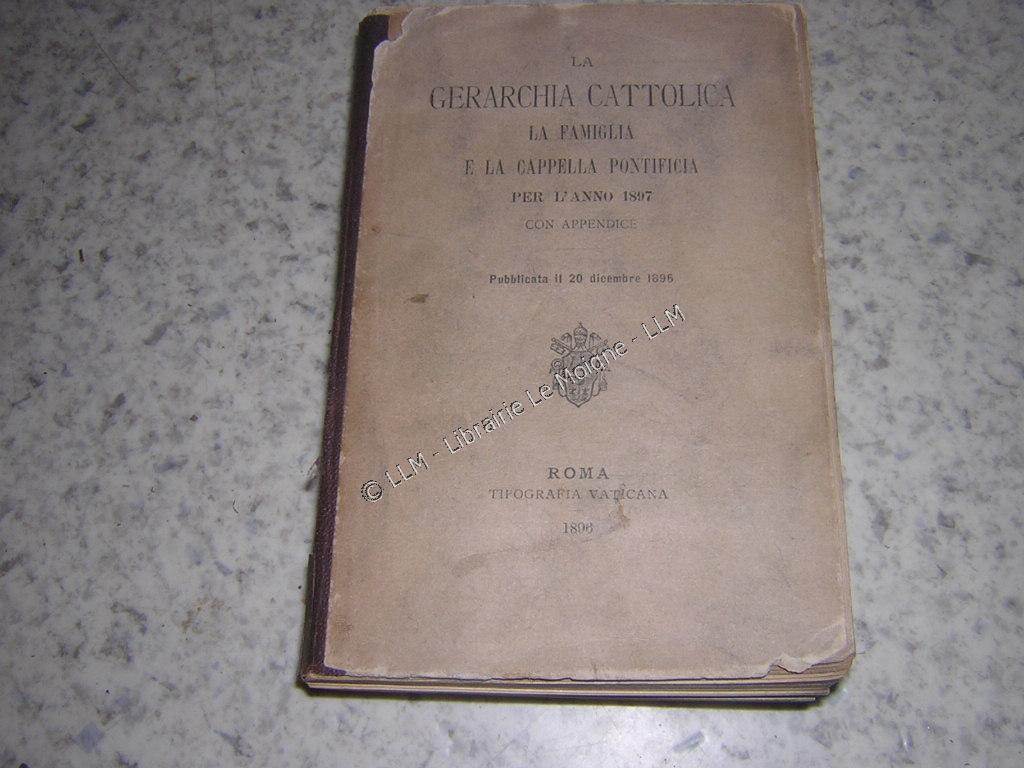 LA
GERARCHIA CATTOLICA
LA FAMIGLIA
E LA CAPPELLA PONTIFICIA
PER L'ANNO 1897
CON APPENDICE
Pubblicata il 20 dicembre 1896
© LLM - Librairie Le Moigne - LLM
ROMA
TIPOGRAFIA VATICANA
1896